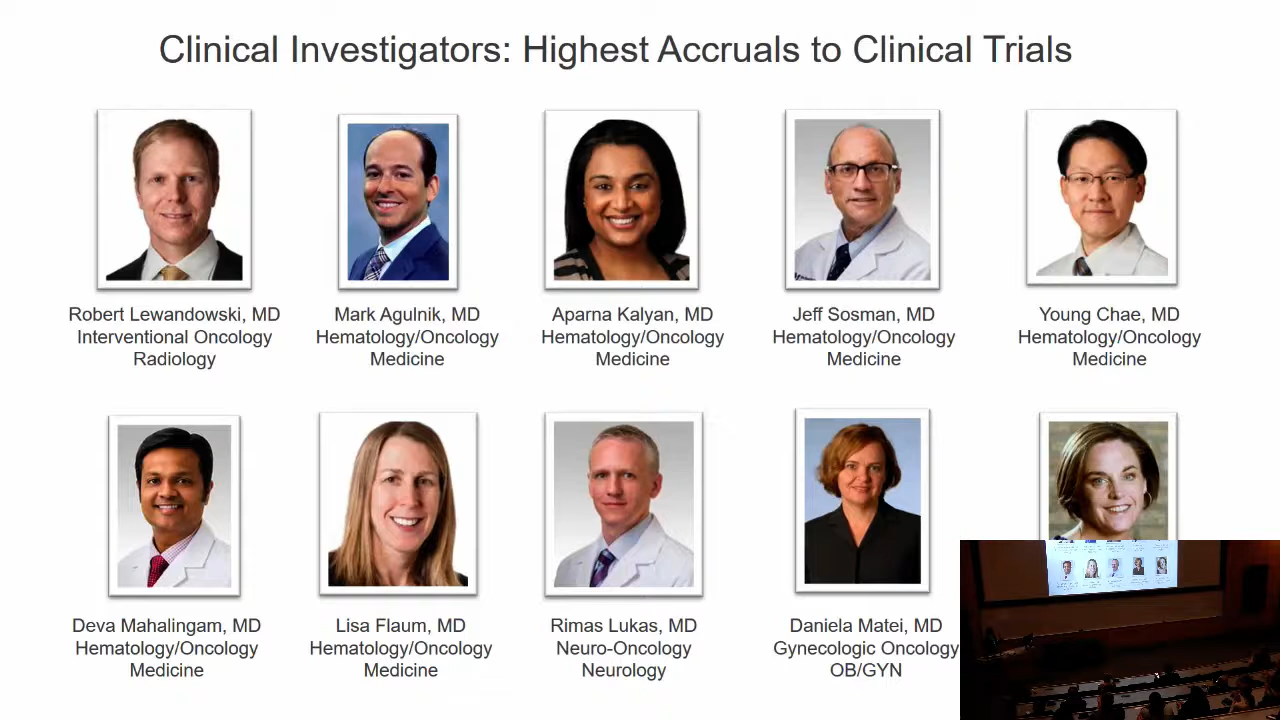 Clinical Investigators: Highest Accruals to Clinical Trials
Robert Lewandowski, MD
Interventional Oncology
Radiology
Mark Agulnik, MD
Hematology/Oncology
Medicine
Aparna Kalyan, MD
Hematology/Oncology
Medicine
Jeff Sosman, MD
Hematology/Oncology
Medicine
Young Chae, MD
Hematology/Oncology
Medicine
Deva Mahalingam, MD
Hematology/Oncology
Medicine
Lisa Flaum, MD
Hematology/Oncology
Medicine
Rimas Lukas, MD
Neuro-Oncology
Neurology
Daniela Matei, MD
Gynecologic Oncology
OB/GYN